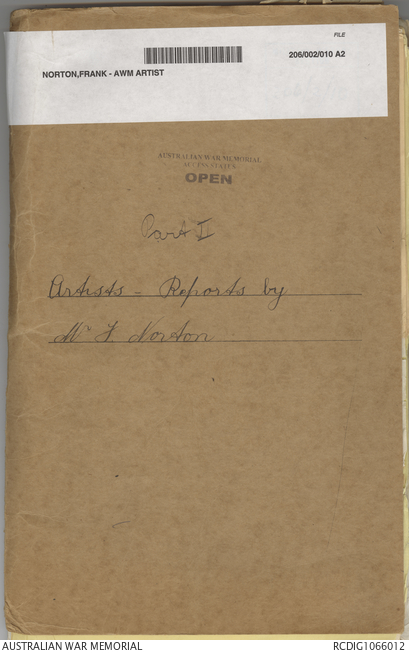 FILE
206/002/010 A2
NORTON,FRANK - AWM ARTIST
AUSTRALIAN WAR MEMORIAL
ACCESS STATUS
OPEN
Part I
Artists - Reports by
Mr F. Norton
AUSTRALIAN WAR MEMORIAL
RCDIG1066012